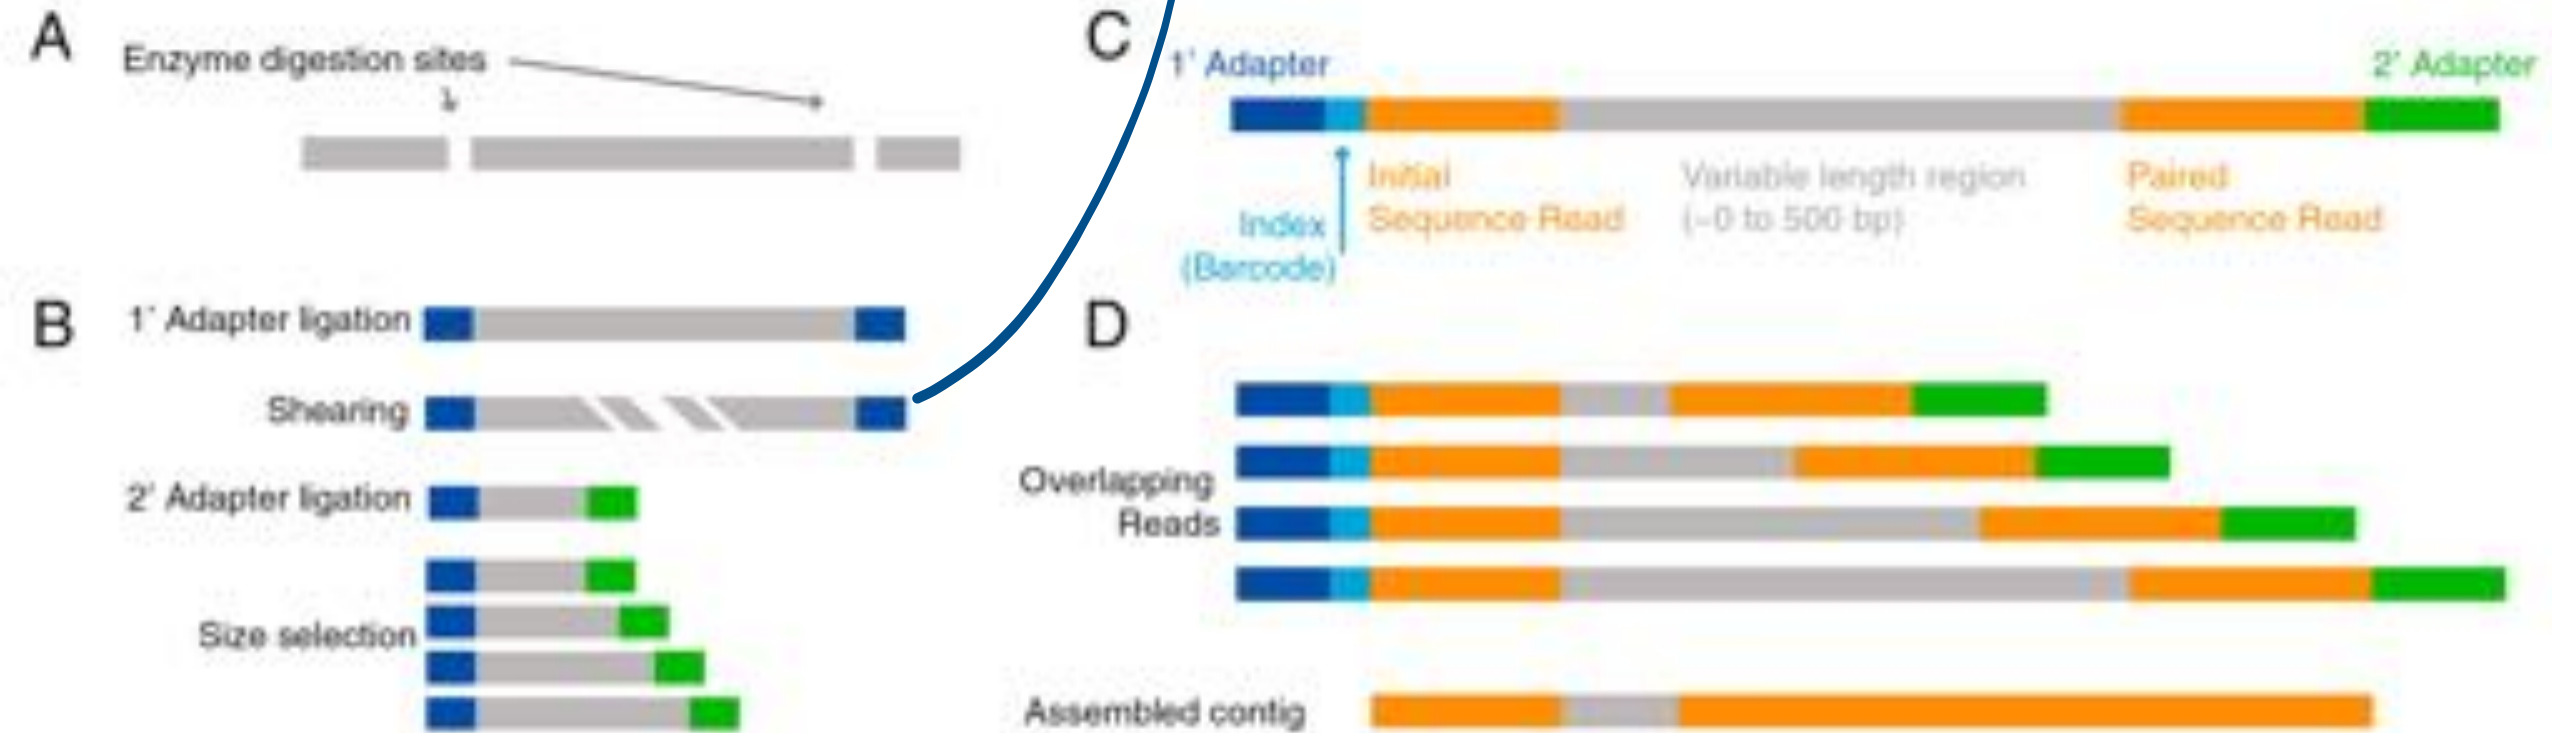 A
Enzyme digestion sites
B
1' Adapter ligation
Shearing
2' Adapter ligation
Size selection
C
1' Adapter
2' Adapter
Index
(Barcode)
Initial
Sequence Read
Variable length region
(~0 to 500 bp)
Paired
Sequence Read
D
Overlapping
Reads
Assembled contig